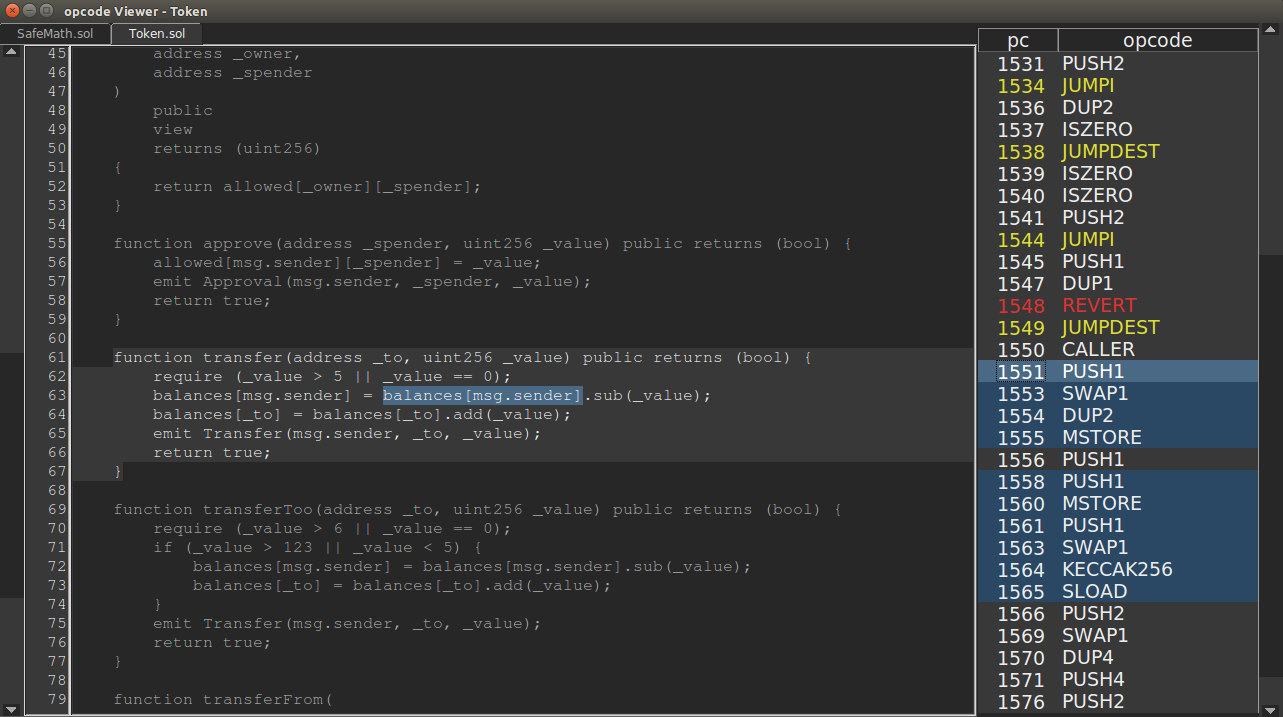 opcode Viewer - Token
SafeMath.sol Token.sol
45 address _owner,
46 address _spender
47 )
48 public
49 view
50 returns (uint256)
51 {
52 return allowed[_owner][_spender];
53 }
54
55 function approve(address _spender, uint256 _value) public returns (bool) {
56 allowed[msg.sender][_spender] = _value;
57 emit Approval(msg.sender, _spender, _value);
58 return true;
59 }
60
61 function transfer(address _to, uint256 _value) public returns (bool) {
62 require (_value > 5 || _value == 0);
63 balances[msg.sender] = balances[msg.sender].sub(_value);
64 balances[_to] = balances[_to].add(_value);
65 emit Transfer(msg.sender, _to, _value);
66 return true;
67 }
68
69 function transferToo(address _to, uint256 _value) public returns (bool) {
70 require (_value > 6 || _value == 0);
71 if (_value > 123 || _value < 5) {
72 balances[msg.sender] = balances[msg.sender].sub(_value);
73 balances[_to] = balances[_to].add(_value);
74 }
75 emit Transfer(msg.sender, _to, _value);
76 return true;
77 }
78
79 function transferFrom(
pc opcode
1531 PUSH2
1534 JUMPI
1536 DUP2
1537 ISZERO
1538 JUMPDEST
1539 ISZERO
1540 ISZERO
1541 PUSH2
1544 JUMPI
1545 PUSH1
1547 DUP1
1548 REVERT
1549 JUMPDEST
1550 CALLER
1551 PUSH1
1553 SWAP1
1554 DUP2
1555 MSTORE
1556 PUSH1
1558 PUSH1
1560 MSTORE
1561 PUSH1
1563 SWAP1
1564 KECCAK256
1565 SLOAD
1566 PUSH2
1569 SWAP1
1570 DUP4
1571 PUSH4
1576 PUSH2